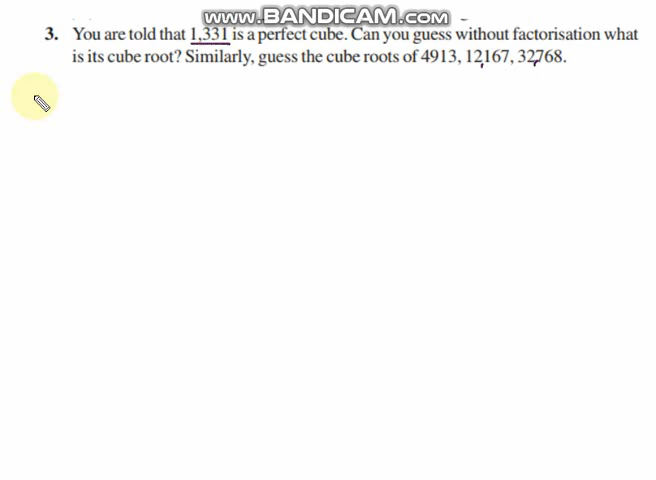 www.BANDICAM.com
3. You are told that 1,331 is a perfect cube. Can you guess without factorisation what
is its cube root? Similarly, guess the cube roots of 4913, 12167, 32768.